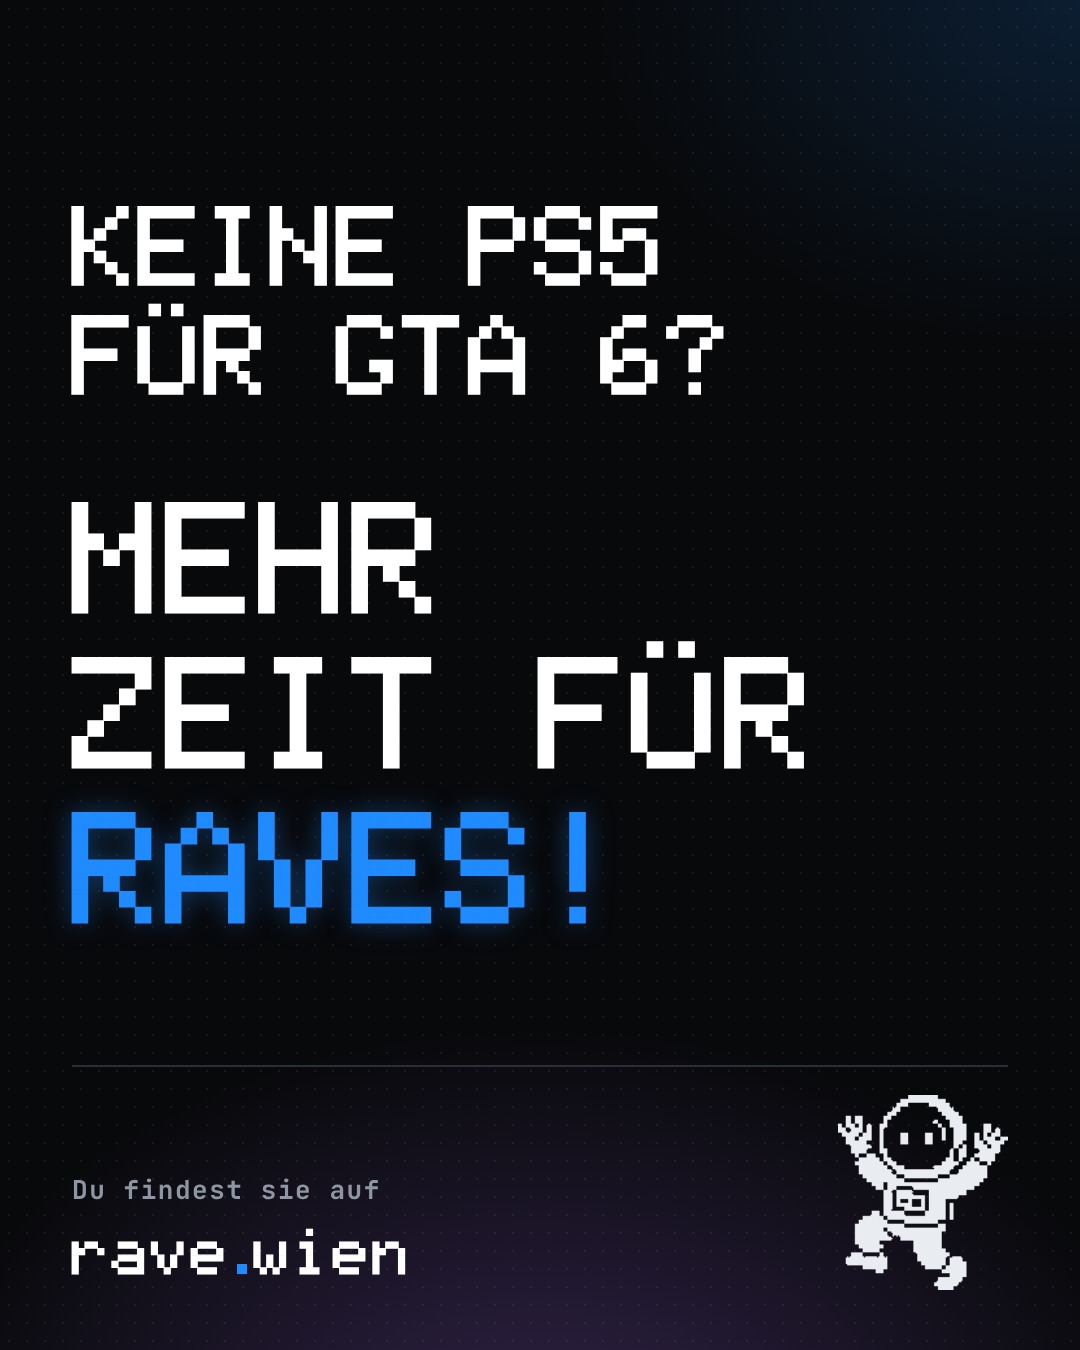 KEINE PS5
FÜR GTA 6?
MEHR
ZEIT FÜR
RAVES!
Du findest sie auf
rave.wien